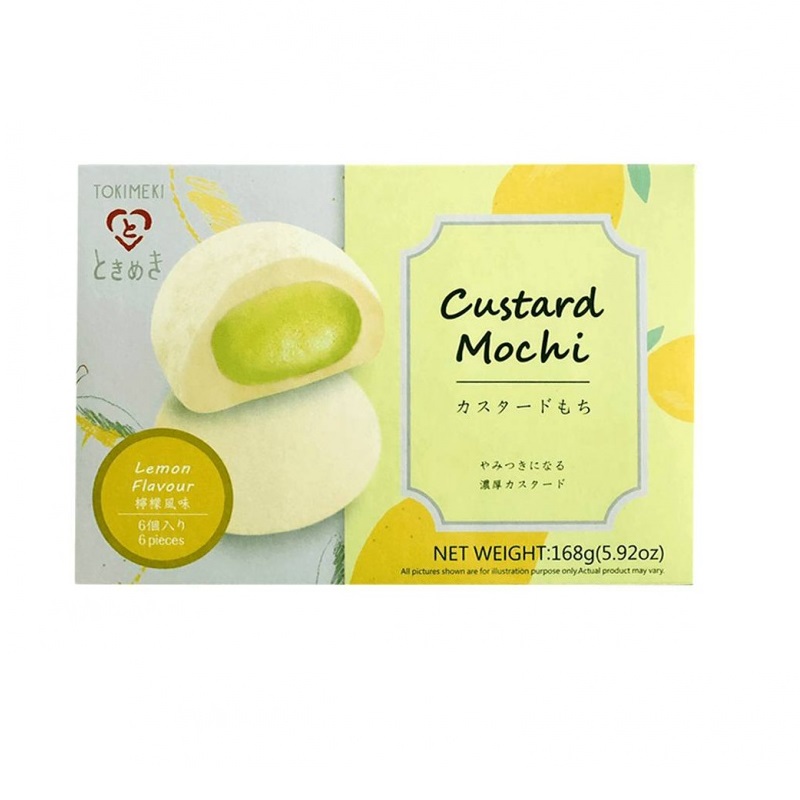 TOKIMEKI
と
ときめき
Custard
Mochi
カスタードもち
やみつきになる
濃厚カスタード
Lemon
Flavour
檸檬風味
6個入り
6 pieces
NET WEIGHT:168g(5.92oz)
All pictures shown are for illustration purpose only.Actual product may vary.